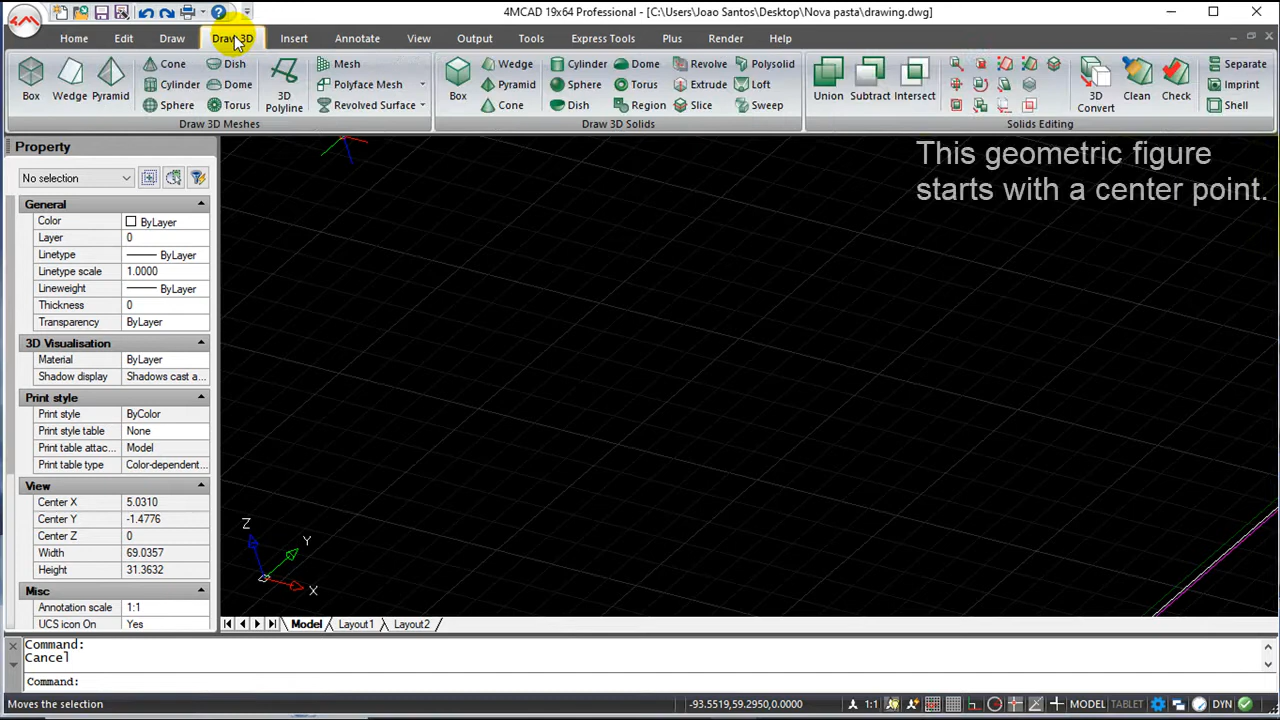 4MCAD 19x64 Professional - [C:\Users\Joao Santos\Desktop\Nova pasta\drawing.dwg]
Home Edit Draw Draw 3D Insert Annotate View Output Tools Express Tools Plus Render Help
Cone Dish Mesh Wedge Cylinder Dome Revolve Polysolid Separate
Cylinder Dome Polyface Mesh Pyramid Sphere Torus Extrude Loft Imprint
Box Wedge Pyramid 3D Box Union Subtract Intersect 3D Clean Check
Sphere Torus Polyline Revolved Surface Cone Dish Region Slice Sweep Convert Shell
Draw 3D Meshes Draw 3D Solids Solids Editing
Property
This geometric figure
starts with a center point.
No selection
General
Color ByLayer
Layer 0
Linetype ByLayer
Linetype scale 1.0000
Lineweight ByLayer
Thickness 0
Transparency ByLayer
3D Visualisation
Material ByLayer
Shadow display Shadows cast a...
Print style
Print style ByColor
Print style table None
Print table attac... Model
Print table type Color-dependent...
View
Center X 5.0310
Center Y -1.4776
Center Z 0
Width 69.0357
Height 31.3632
Misc
Annotation scale 1:1
UCS icon On Yes
Z
Y
X
Model Layout1 Layout2
Command:
Cancel
Command:
Moves the selection -93.5519,59.2950,0.0000 1:1 MODEL TABLET DYN